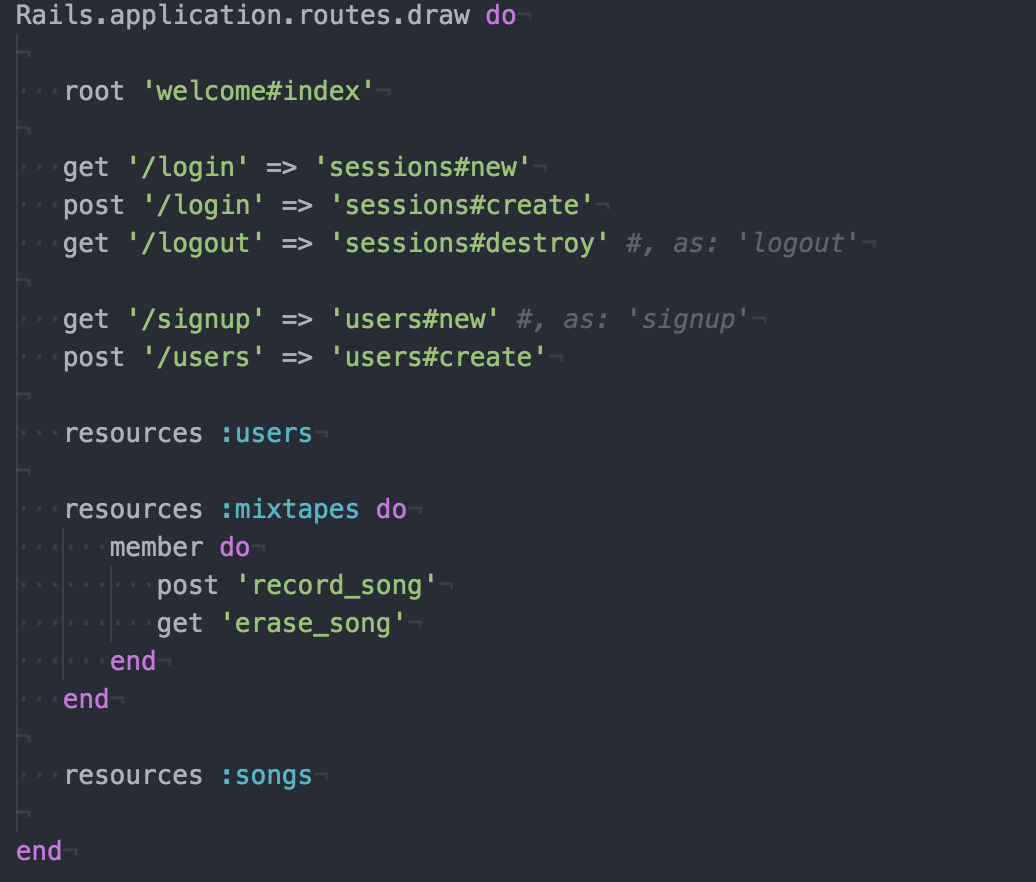 Rails.application.routes.draw do
root 'welcome#index'
get '/login' => 'sessions#new'
post '/login' => 'sessions#create'
get '/logout' => 'sessions#destroy' #, as: 'logout'
get '/signup' => 'users#new' #, as: 'signup'
post '/users' => 'users#create'
resources :users
resources :mixtapes do
member do
post 'record_song'
get 'erase_song'
end
end
resources :songs
end